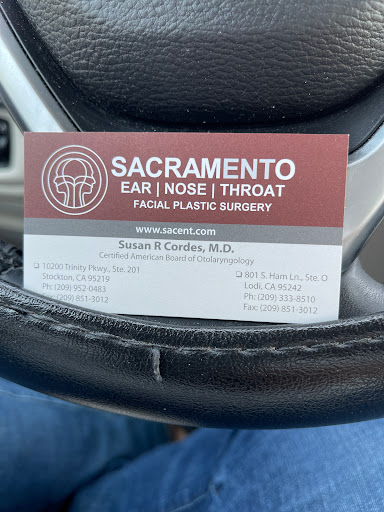 SACRAMENTO
EAR | NOSE | THROAT
FACIAL PLASTIC SURGERY
www.sacent.com
Susan R Cordes, M.D.
Certified American Board of Otolaryngology
❑ 10200 Trinity Pkwy., Ste. 201
Stockton, CA 95219
Ph: (209) 952-0483
(209) 851-3012
❑ 801 S. Ham Ln., Ste. O
Lodi, CA 95242
Ph: (209) 333-8510
Fax: (209) 851-3012